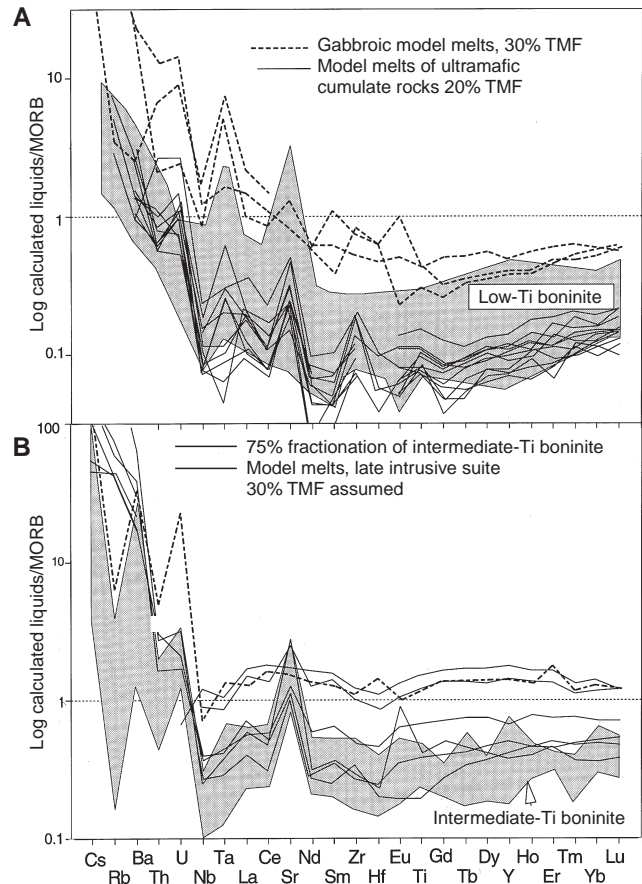 A
Gabbroic model melts, 30% TMF
Model melts of ultramafic
cumulate rocks 20% TMF
Log calculated liquids/MORB
10
1
0.1
Low-Ti boninite
B
75% fractionation of intermediate-Ti boninite
Model melts, late intrusive suite
30% TMF assumed
Log calculated liquids/MORB
100
10
1
0.1
Intermediate-Ti boninite
Cs Ba U Ta Ce Nd Zr Eu Gd Dy Ho Tm Lu
Rb Th Nb La Sr Sm Hf Ti Tb Y Er Yb